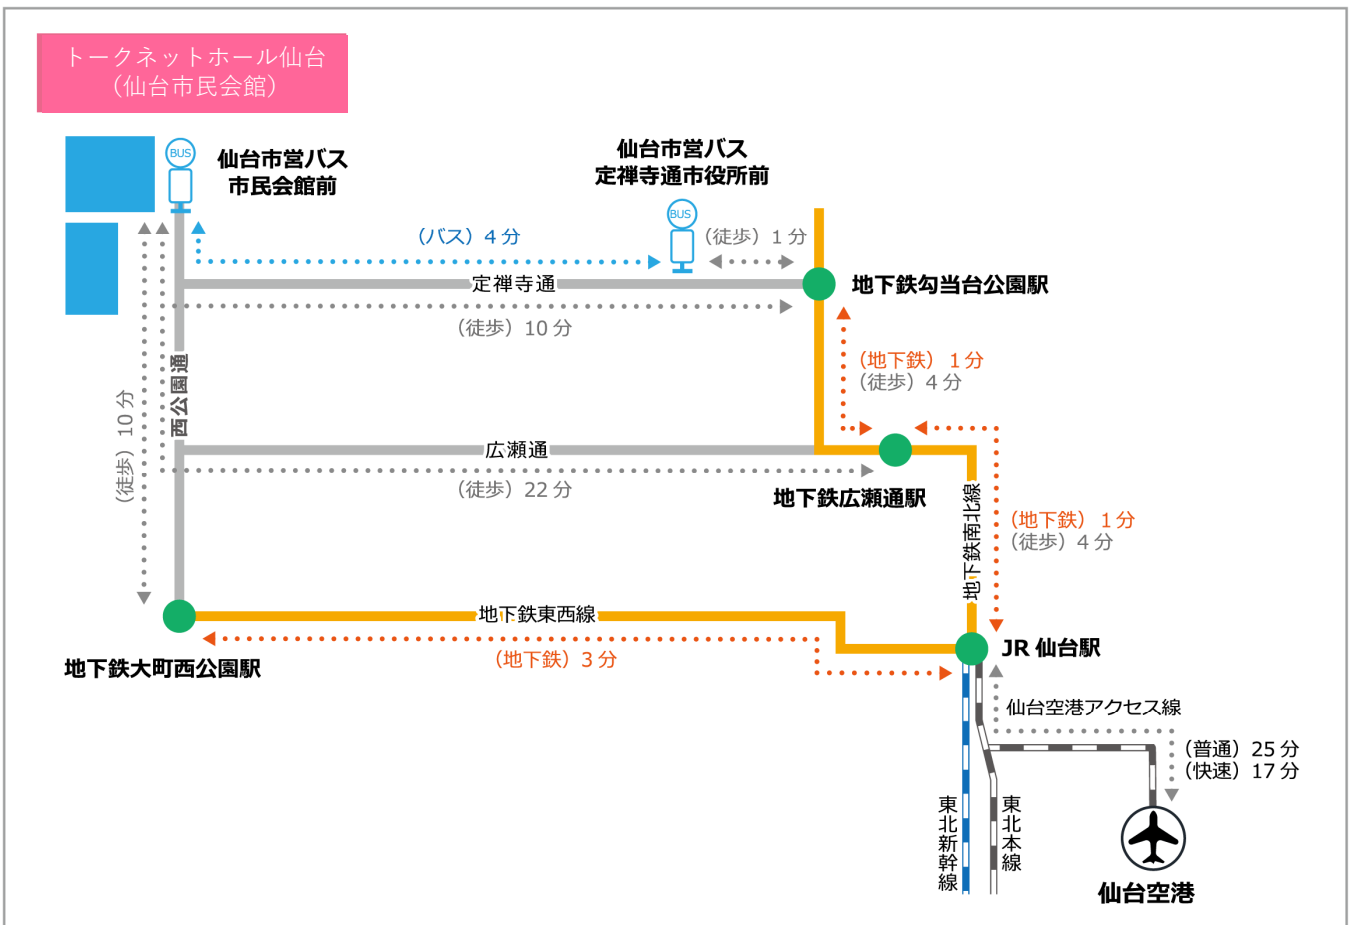 トークネットホール仙台
（仙台市民会館）
BUS
仙台市営バス
市民会館前
仙台市営バス
定禅寺通市役所前
BUS
（バス）4 分
（徒歩）1 分
定禅寺通
地下鉄勾当台公園駅
（徒歩）10 分
（地下鉄）1 分
（徒歩）4 分
西公園通
（徒歩）10 分
広瀬通
（徒歩）22 分
地下鉄広瀬通駅
地下鉄南北線
（地下鉄）1 分
（徒歩）4 分
地下鉄東西線
（地下鉄）3 分
地下鉄大町西公園駅
JR 仙台駅
仙台空港アクセス線
（普通）25 分
（快速）17 分
東北新幹線
東北本線
仙台空港